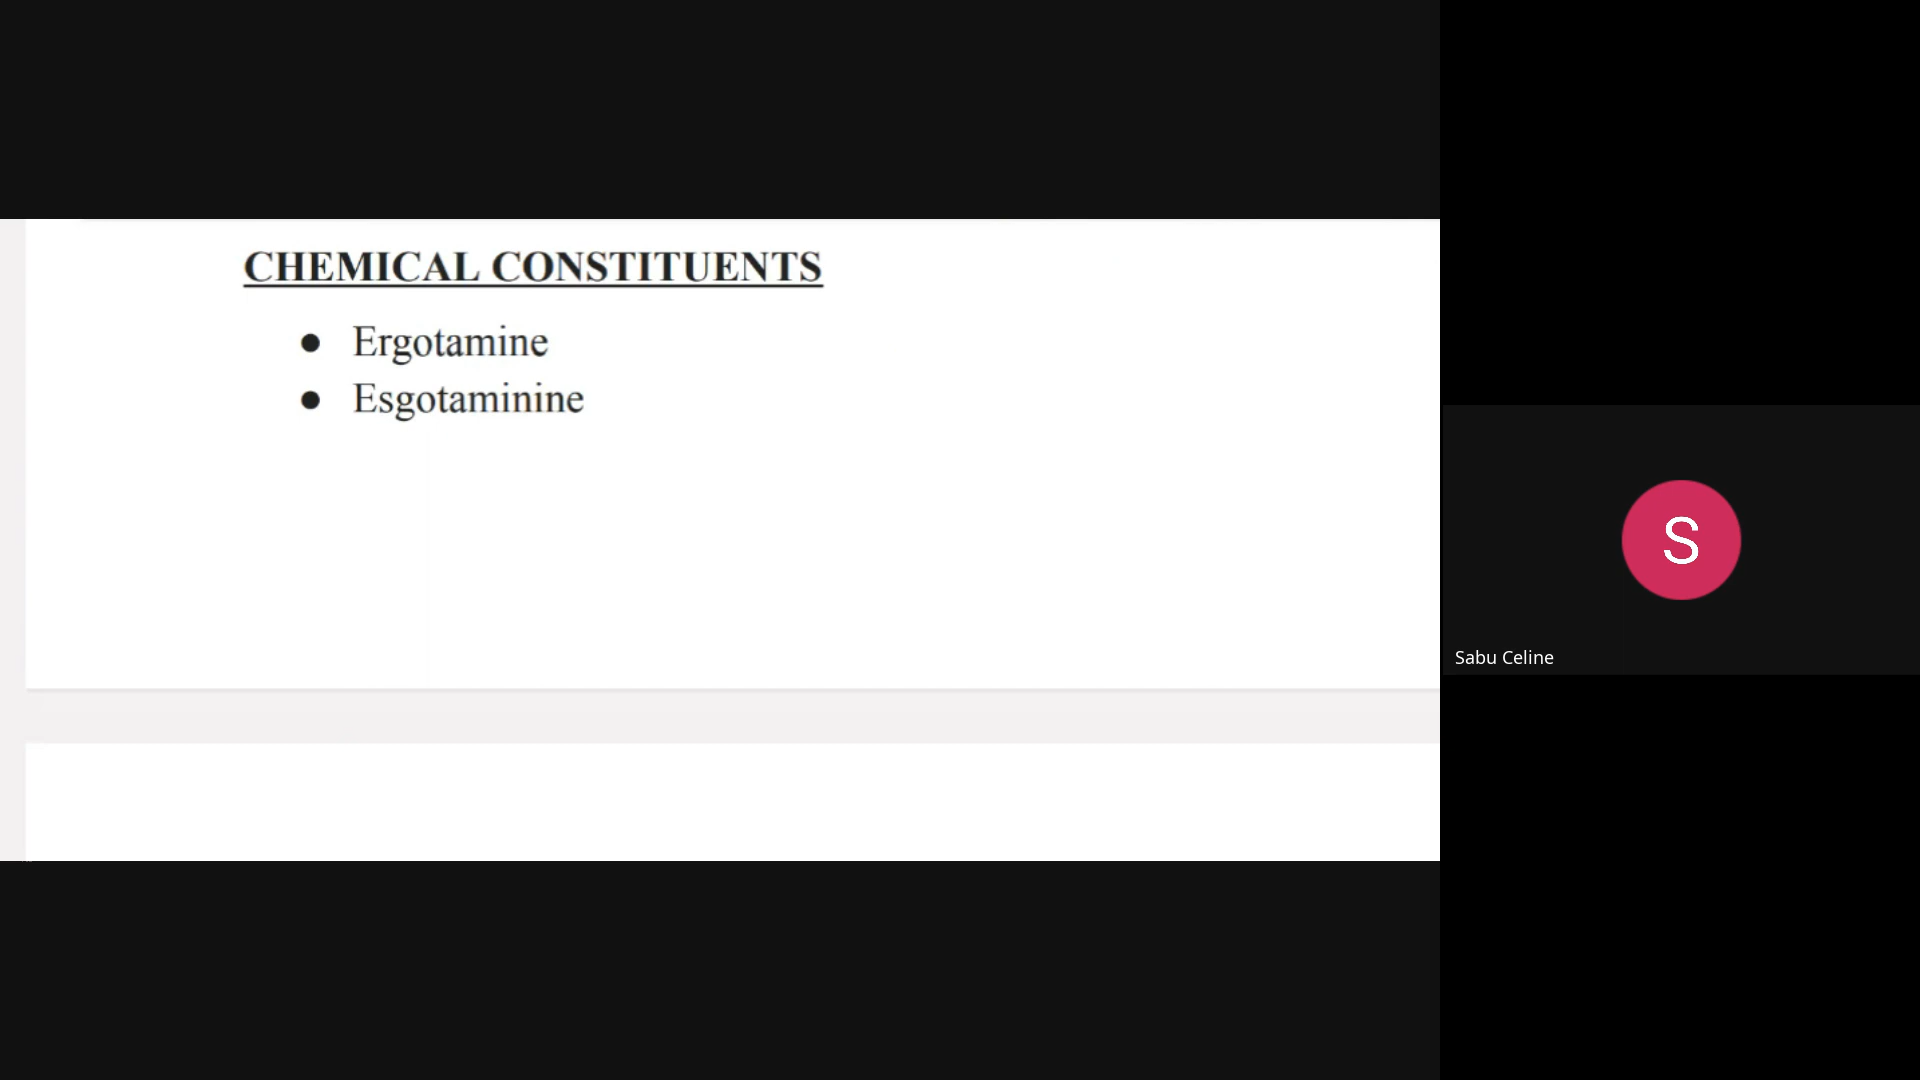 CHEMICAL CONSTITUENTS
● Ergotamine
● Esgotaminine
S
Sabu Celine